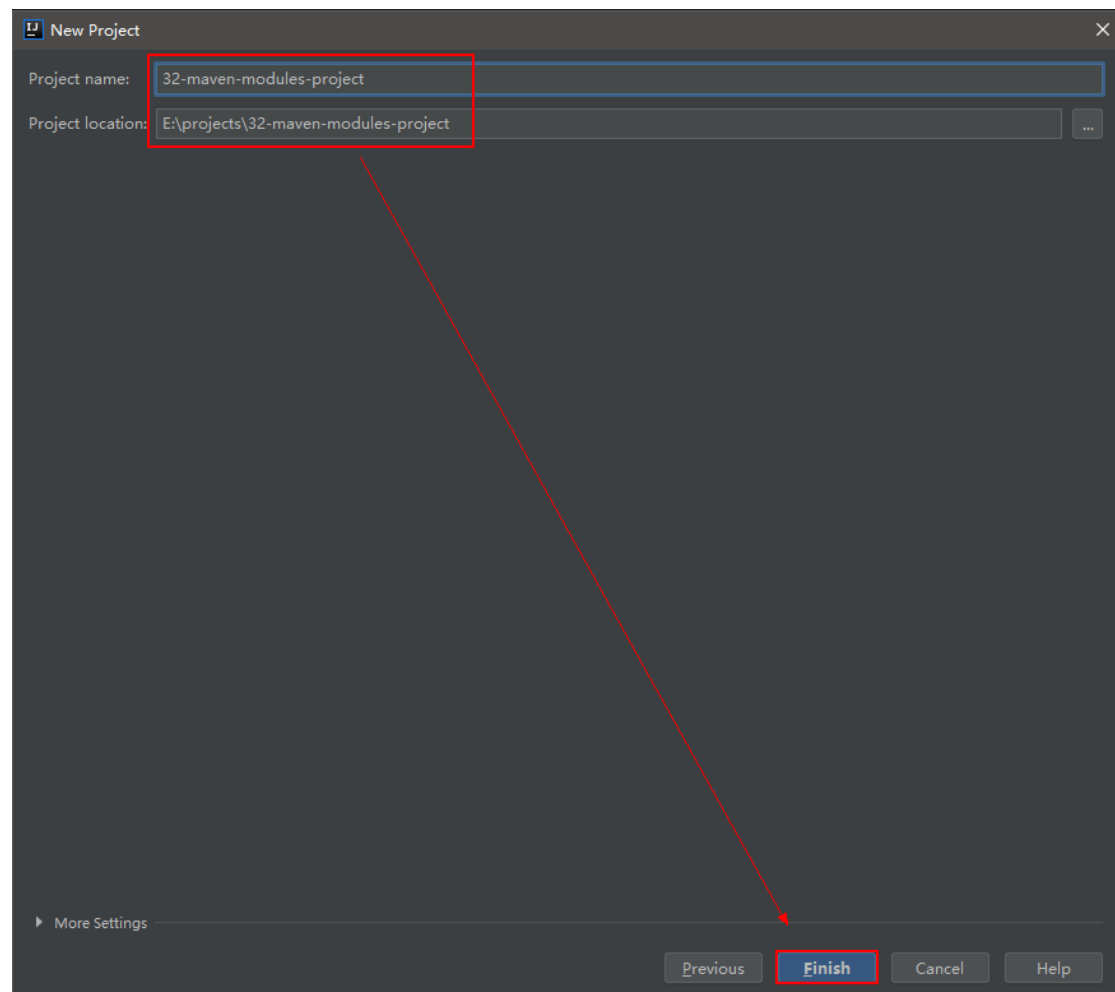 New Project
Project name: 32-maven-modules-project
Project location: E:\projects\32-maven-modules-project ...
More Settings
Previous Finish Cancel Help